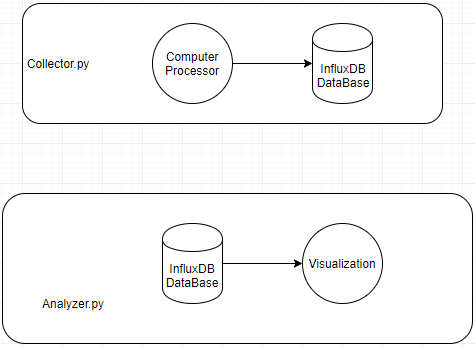 Collector.py
Computer
Processor
InfluxDB
DataBase
InfluxDB
DataBase
Visualization
Analyzer.py